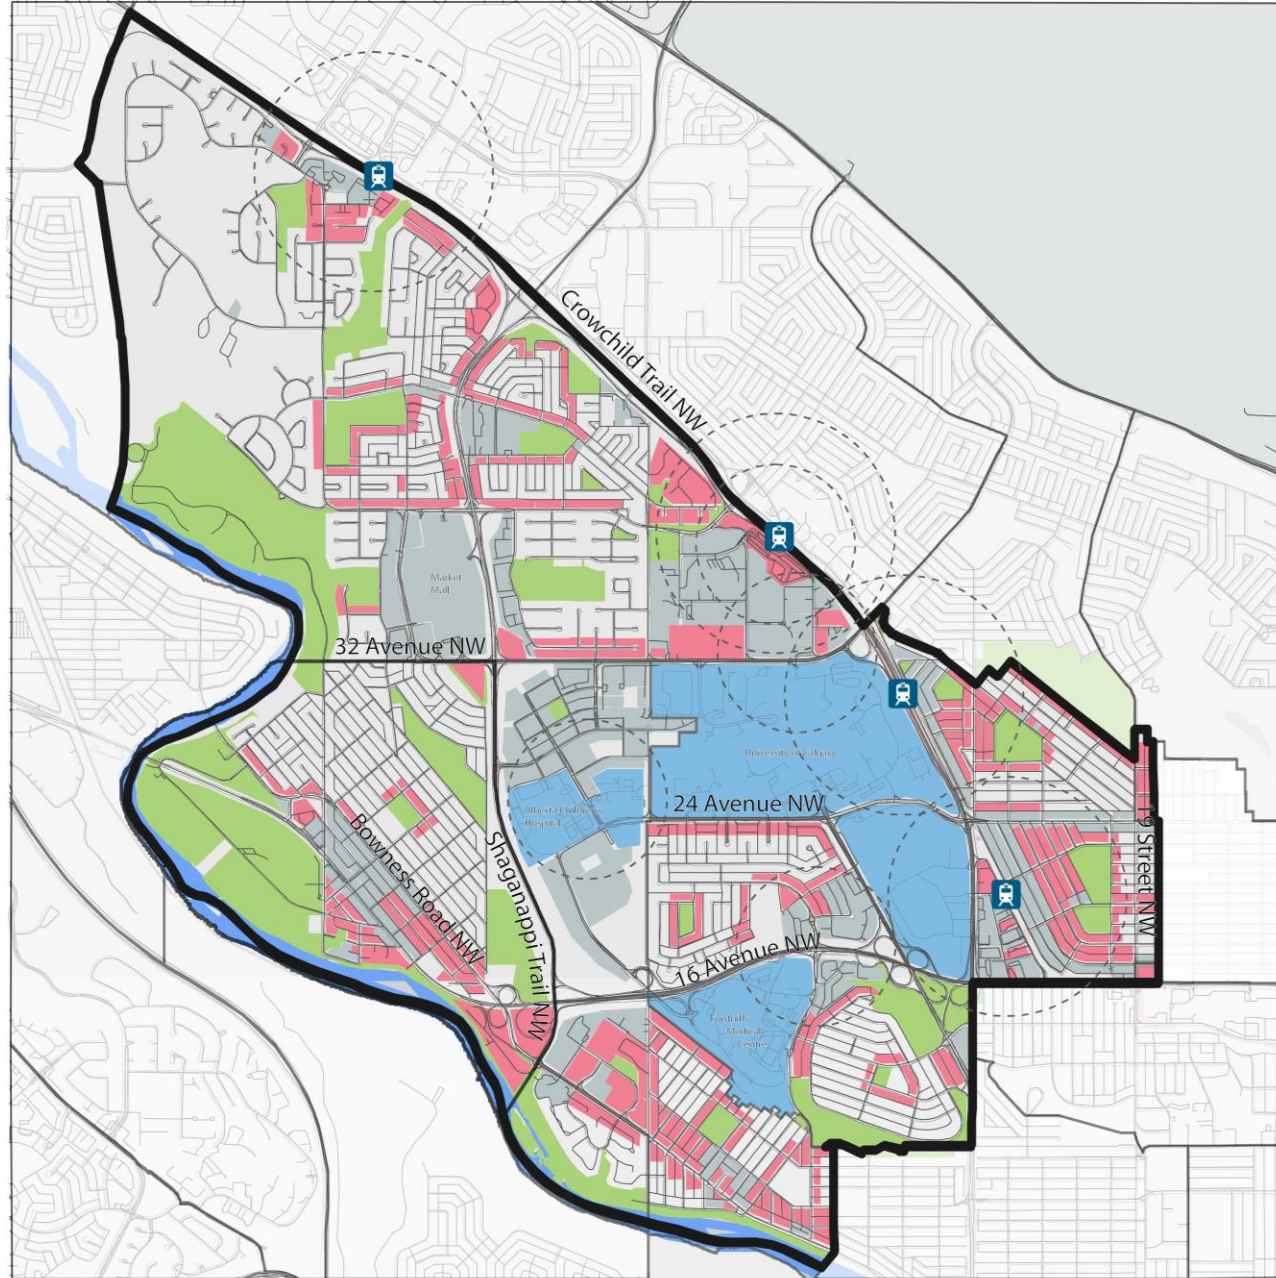 Crowchild Trail NW
Market
Mall
32 Avenue NW
University of Calgary
24 Avenue NW
Alberta Children's
Hospital
Bowness Road NW
Shaganappi Trail NW
19 Street NW
16 Avenue NW
Foothills
Medical
Centre